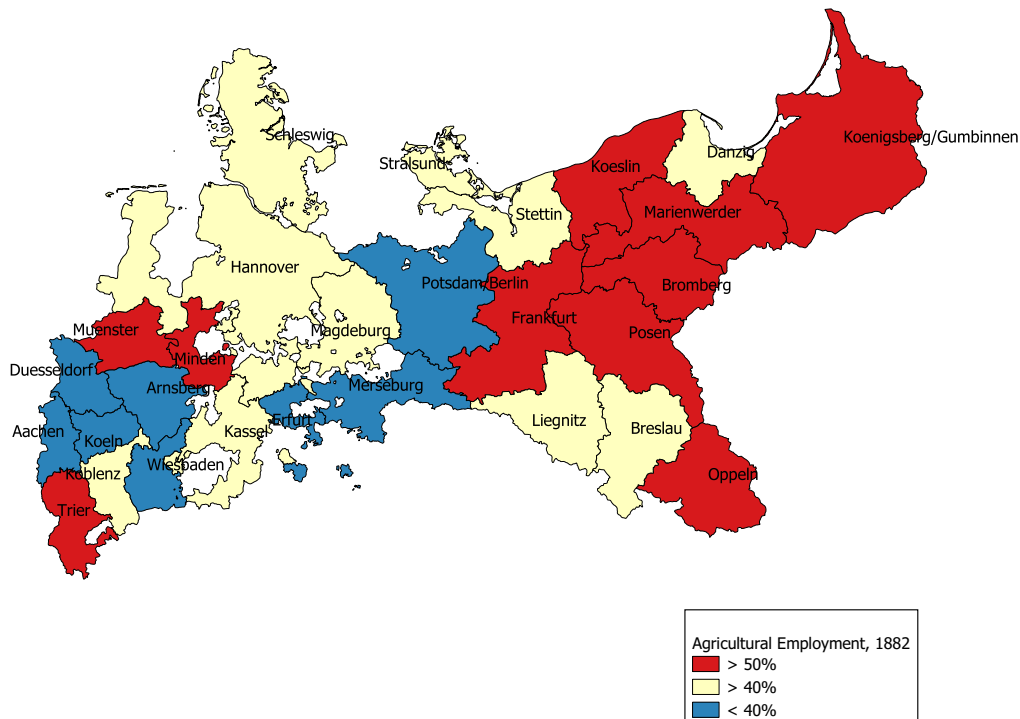 Schleswig
Koenigsberg/Gumbinnen
Stralsund
Danzig
Koeslin
Stettin
Marienwerder
Hannover
Potsdam/Berlin
Bromberg
Frankfurt
Muenster
Magdeburg
Posen
Minden
Duesseldorf
Arnsberg
Merseburg
Aachen
Koeln
Kassel
Erfurt
Liegnitz
Breslau
Koblenz
Wiesbaden
Oppeln
Trier
Agricultural Employment, 1882
> 50%
> 40%
< 40%